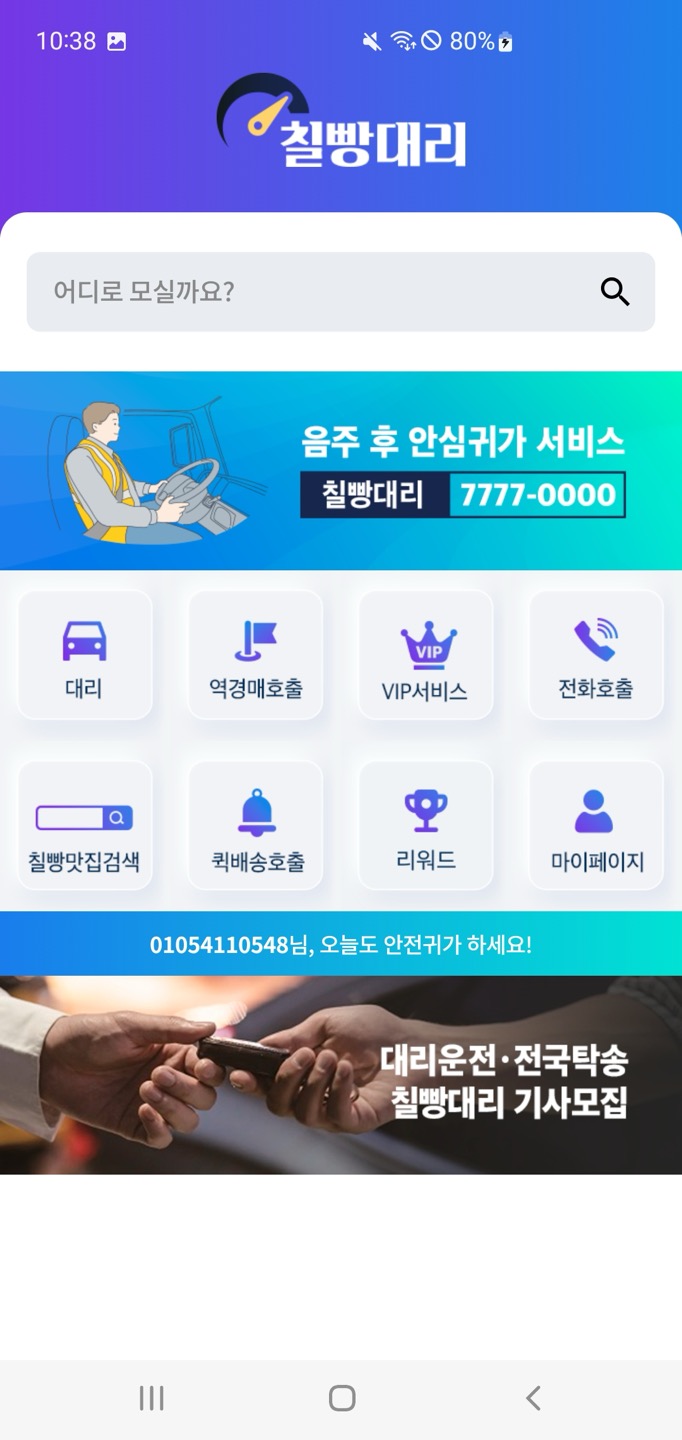 10:38
80%
칠빵대리
어디로 모실까요?
음주 후 안심귀가 서비스
칠빵대리 7777-0000
대리
역경매호출
VIP
VIP서비스
전화호출
칠빵맛집검색
퀵배송호출
리워드
마이페이지
01054110548님, 오늘도 안전귀가 하세요!
대리운전·전국탁송
칠빵대리 기사모집